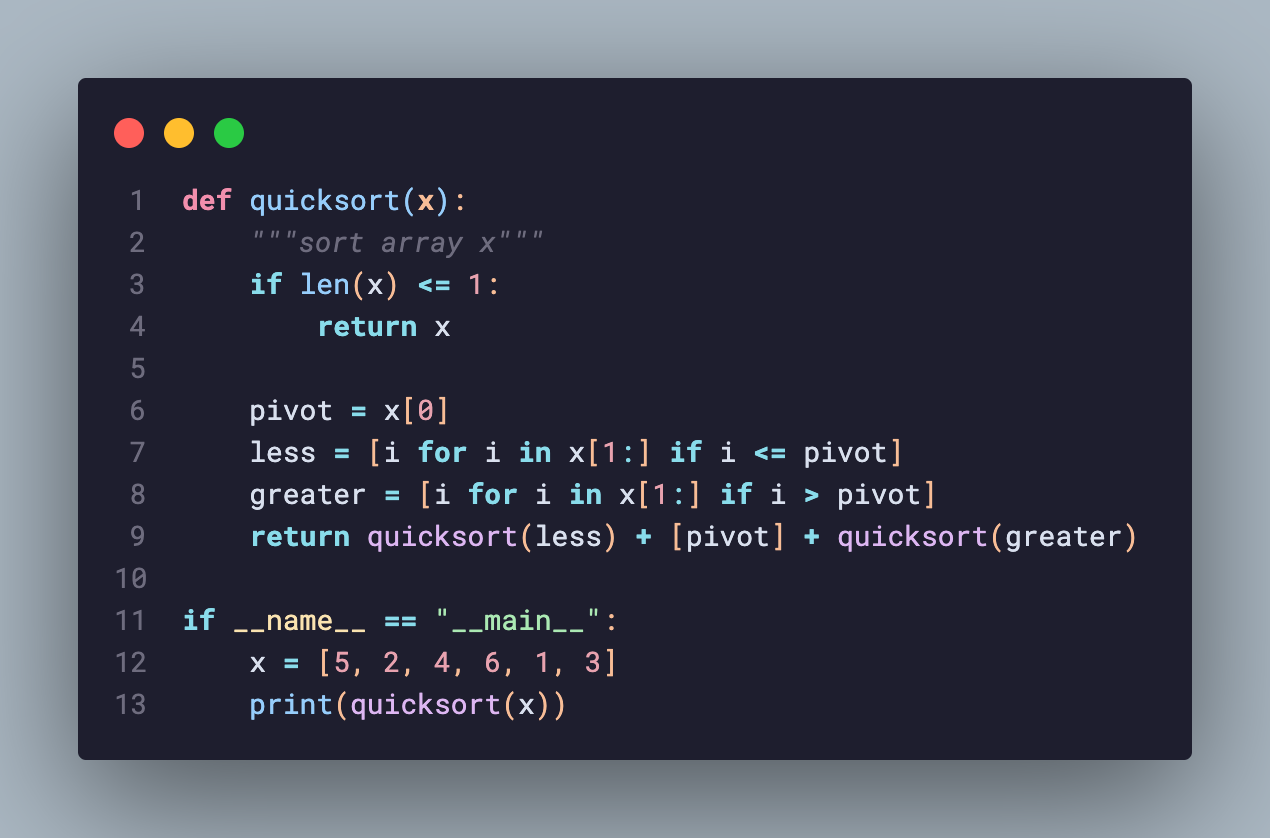 1 def quicksort(x):
2     """sort array x"""
3     if len(x) <= 1:
4         return x
5
6     pivot = x[0]
7     less = [i for i in x[1:] if i <= pivot]
8     greater = [i for i in x[1:] if i > pivot]
9     return quicksort(less) + [pivot] + quicksort(greater)
10
11 if __name__ == "__main__":
12     x = [5, 2, 4, 6, 1, 3]
13     print(quicksort(x))